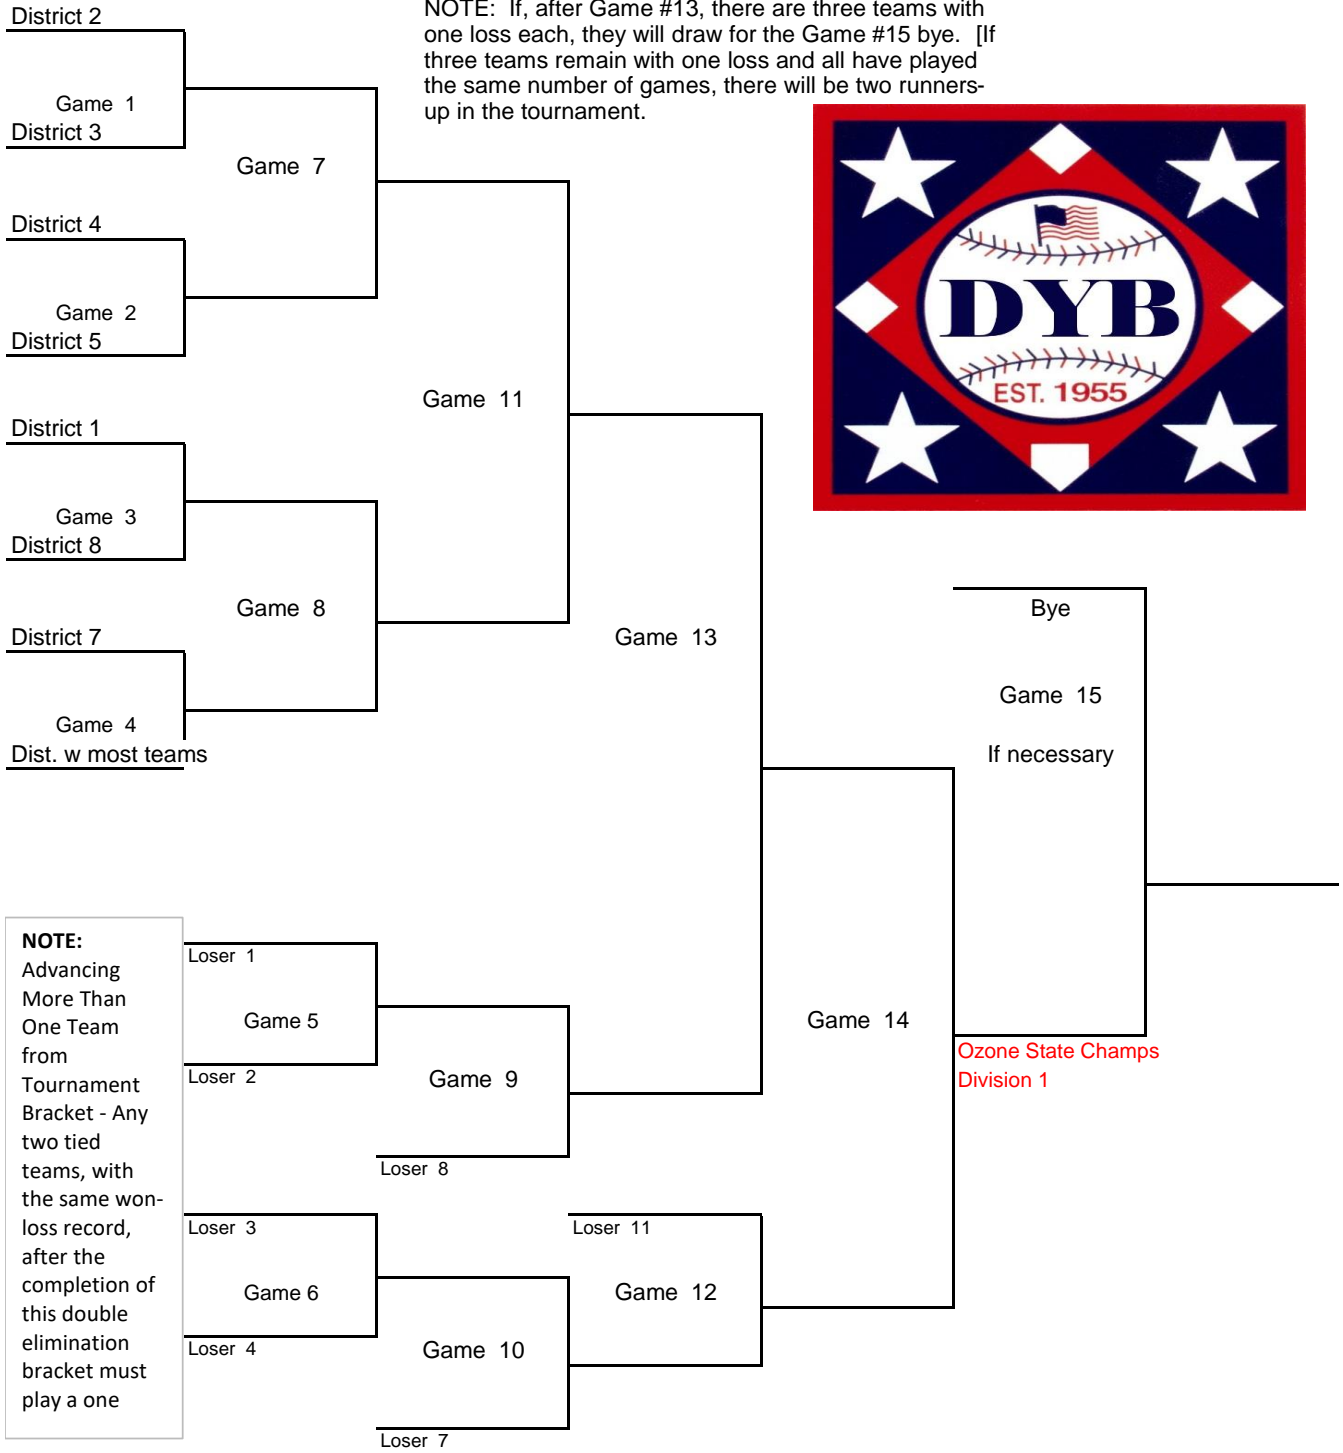 District 2
NOTE: If, after Game #13, there are three teams with
one loss each, they will draw for the Game #15 bye. [If
three teams remain with one loss and all have played
the same number of games, there will be two runners-
up in the tournament.
Game 1
District 3
Game 7
District 4
Game 2
District 5
Game 11
District 1
Game 3
District 8
Game 8
District 7
Game 4
Dist. w most teams
Game 13
DYB
EST. 1955
Bye
Game 15
If necessary
NOTE:
Advancing
More Than
One Team
from
Tournament
Bracket - Any
two tied
teams, with
the same won-
loss record,
after the
completion of
this double
elimination
bracket must
play a one
Loser 1
Game 5
Loser 2
Game 9
Loser 8
Game 14
Ozone State Champs
Division 1
Loser 3
Game 6
Loser 4
Loser 11
Game 12
Game 10
Loser 7